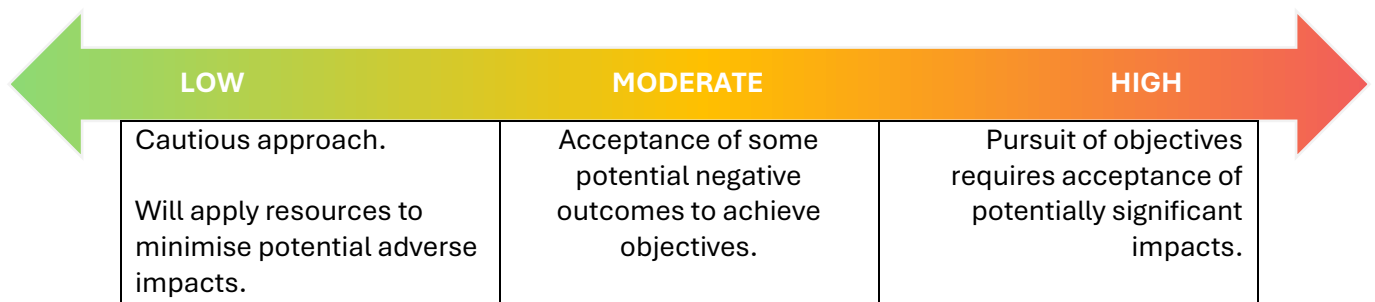 LOW
MODERATE
HIGH
Cautious approach.
Will apply resources to
minimise potential adverse
impacts.
Acceptance of some
potential negative
outcomes to achieve
objectives.
Pursuit of objectives
requires acceptance of
potentially significant
impacts.